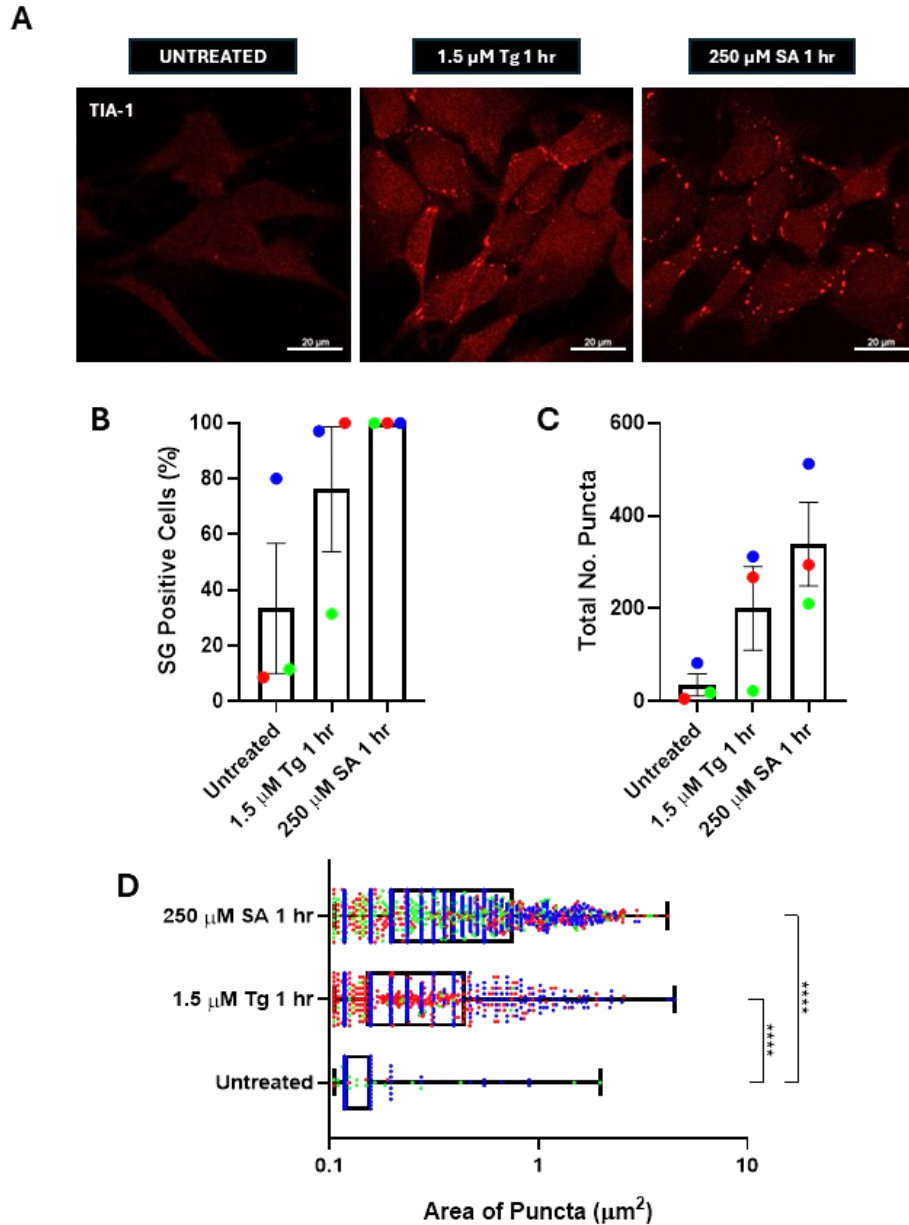 A
UNTREATED
1.5 µM Tg 1 hr
250 µM SA 1 hr
TIA-1
20 µm
20 µm
20 µm
B
SG Positive Cells (%)
100
80
60
40
20
0
Untreated
1.5 µM Tg 1 hr
250 µM SA 1 hr
C
Total No. Puncta
600
400
200
0
Untreated
1.5 µM Tg 1 hr
250 µM SA 1 hr
D
250 µM SA 1 hr
1.5 µM Tg 1 hr
Untreated
****
****
0.1
1
10
Area of Puncta (µm²)